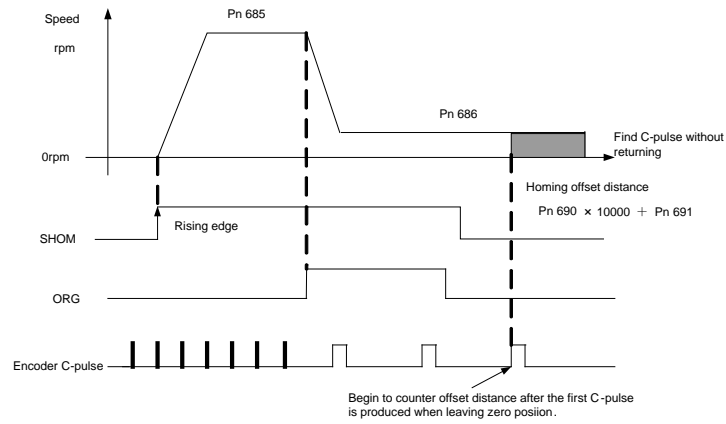 Speed
rpm
Pn 685
Pn 686
0rpm
Find C-pulse without
returning
Homing offset distance
Pn 690 × 10000 + Pn 691
Rising edge
SHOM
ORG
Encoder C-pulse
Begin to counter offset distance after the first C-pulse
is produced when leaving zero posiion.